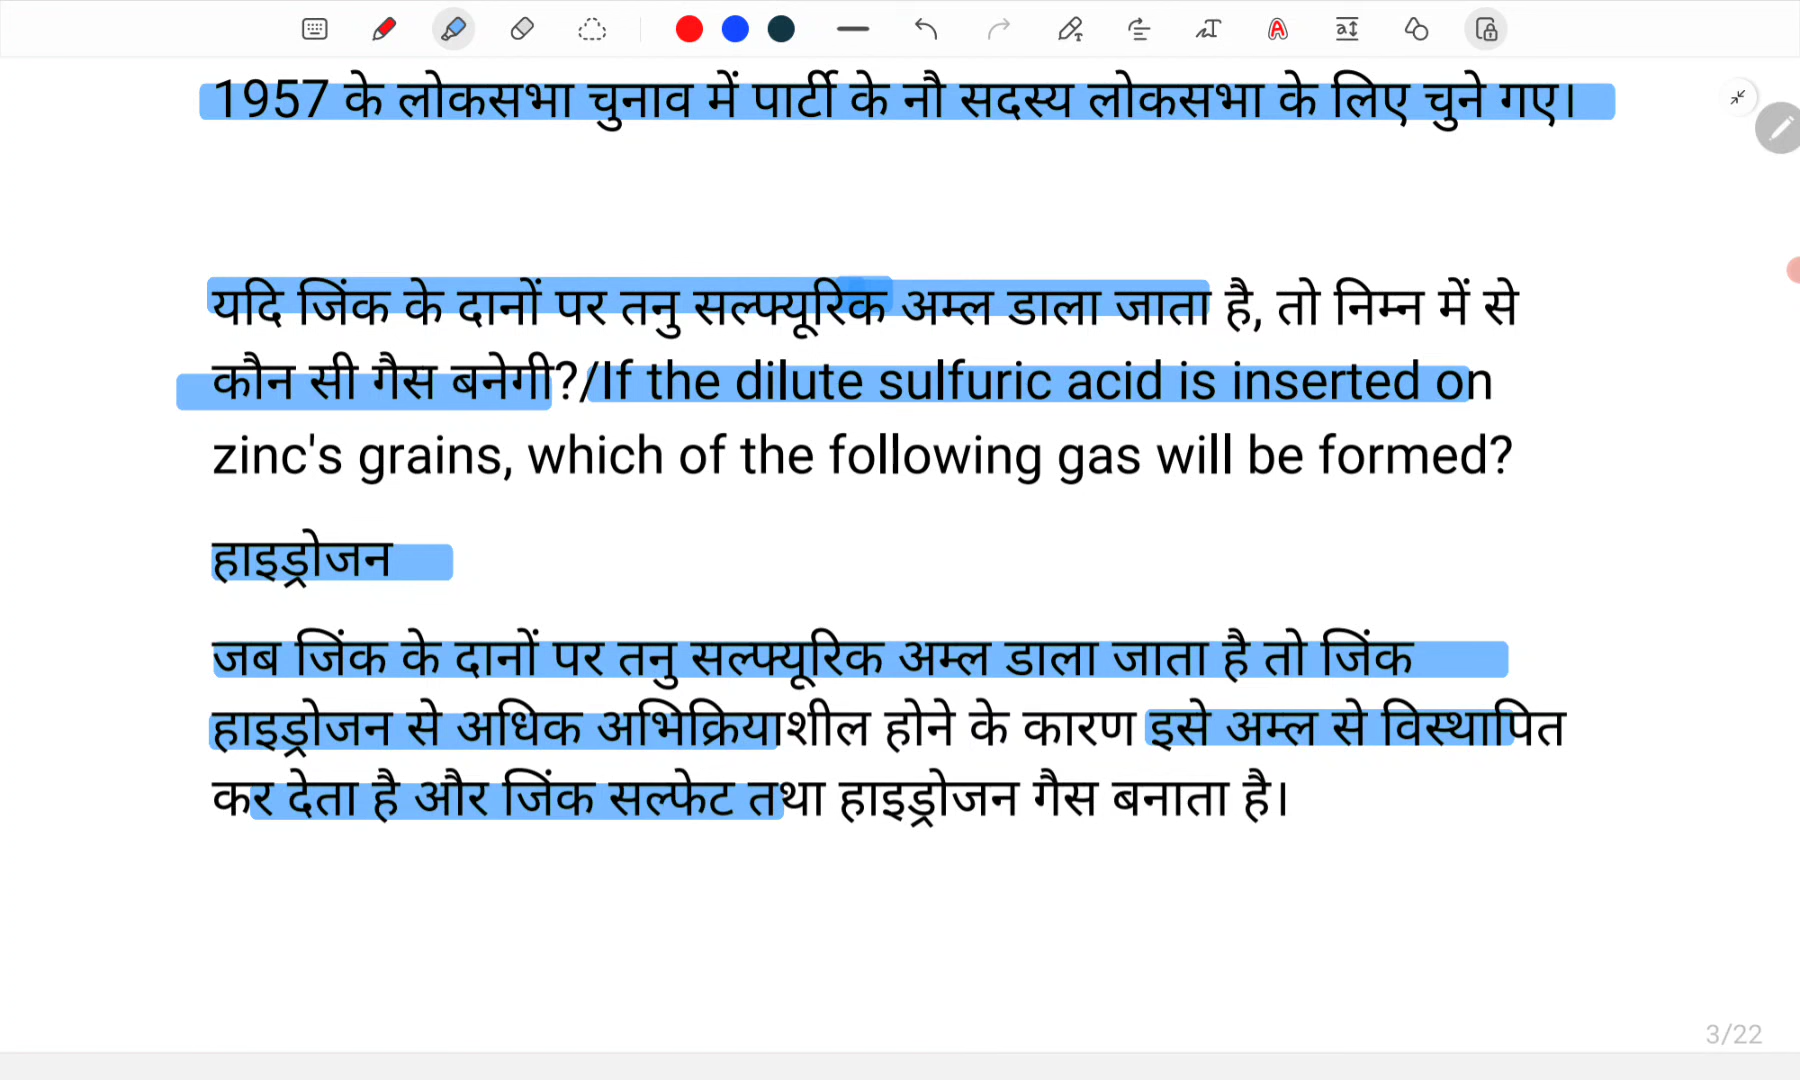 1957 के लोकसभा चुनाव में पार्टी के नौ सदस्य लोकसभा के लिए चुने गए।
यदि जिंक के दानों पर तनु सल्फ्यूरिक अम्ल डाला जाता है, तो निम्न में से
कौन सी गैस बनेगी?/If the dilute sulfuric acid is inserted on
zinc's grains, which of the following gas will be formed?
हाइड्रोजन
जब जिंक के दानों पर तनु सल्फ्यूरिक अम्ल डाला जाता है तो जिंक
हाइड्रोजन से अधिक अभिक्रियाशील होने के कारण इसे अम्ल से विस्थापित
कर देता है और जिंक सल्फेट तथा हाइड्रोजन गैस बनाता है।
3/22